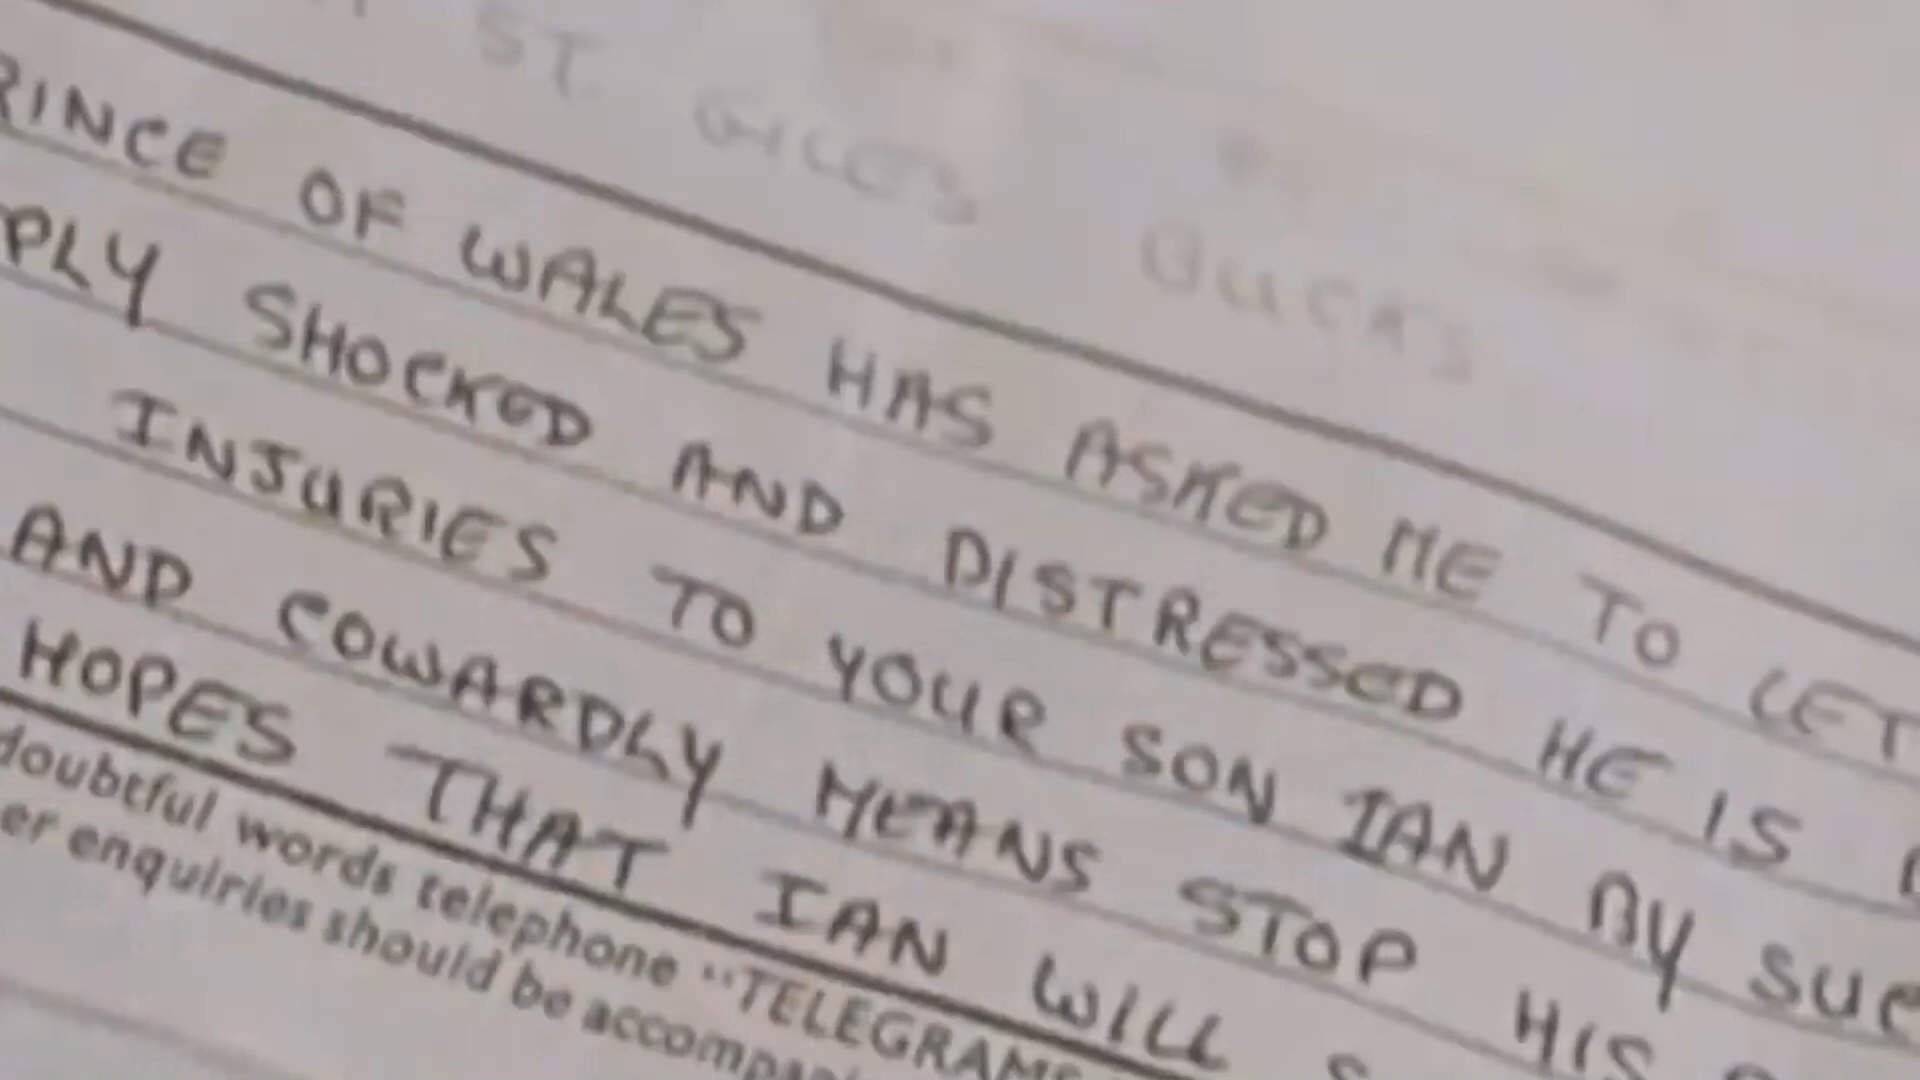 ST. GILES BUCKS
RINCE OF WALES HAS ASKED ME TO LET
PLY SHOCKED AND DISTRESSED HE IS
INJURIES TO YOUR SON IAN BY SUC
AND COWARDLY MEANS STOP HIS
HOPES THAT IAN WILL
doubtful words telephone "TELEGRAMS
er enquiries should be accompan